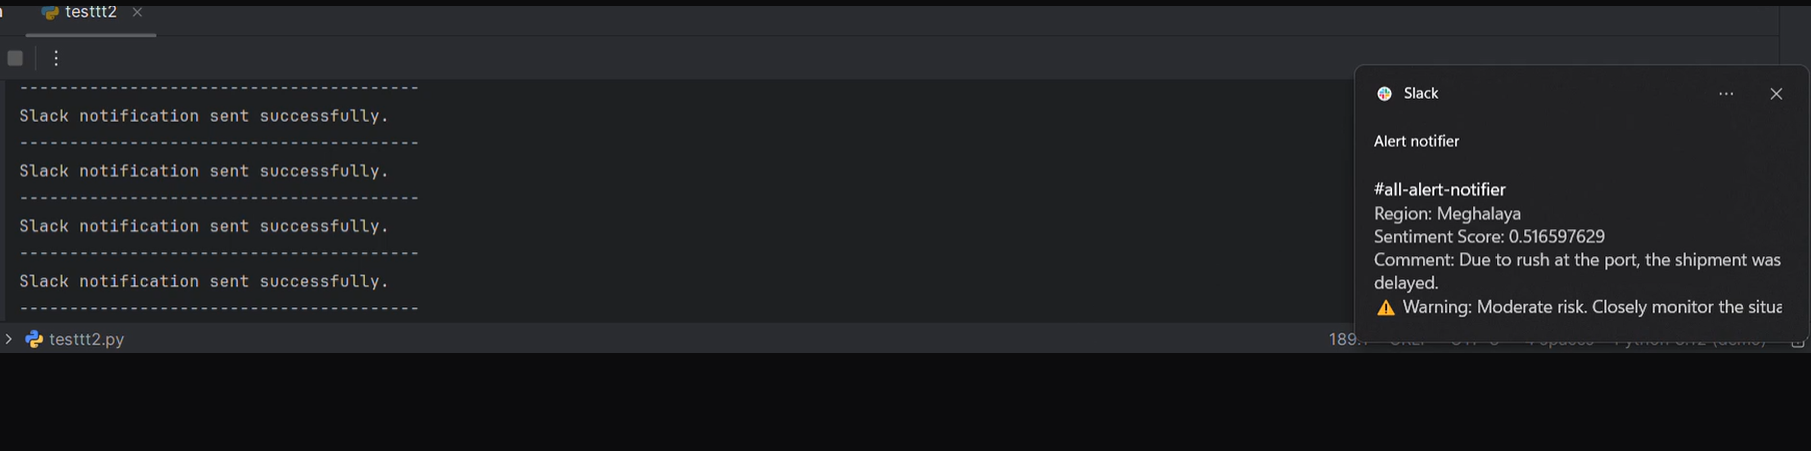 testt2
----------------------------------------
Slack notification sent successfully.
----------------------------------------
Slack notification sent successfully.
----------------------------------------
Slack notification sent successfully.
----------------------------------------
Slack notification sent successfully.
----------------------------------------
testtt2.py
189:
Slack
Alert notifier
#all-alert-notifier
Region: Meghalaya
Sentiment Score: 0.516597629
Comment: Due to rush at the port, the shipment was
delayed.
⚠️ Warning: Moderate risk. Closely monitor the situa